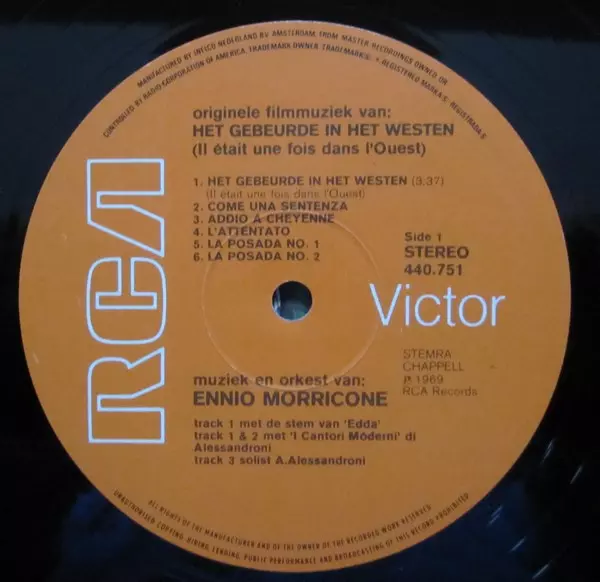 MANUFACTURED BY INELCO NEDERLAND BV AMSTERDAM, FROM MASTER RECORDINGS OWNED OR
CONTROLLED BY RADIO CORPORATION OF AMERICA. TRADEMARK OWNER. TRADEMARK(S) ® REGISTERED MARKA(S) REGISTRADA(S)
originele filmmuziek van:
HET GEBEURDE IN HET WESTEN
(Il était une fois dans l'Ouest)
1. HET GEBEURDE IN HET WESTEN (3.37)
(Il était une fois dans l'Ouest)
2. COME UNA SENTENZA
3. ADDIO A CHEYENNE
4. L'ATTENTATO
5. LA POSADA NO. 1
6. LA POSADA NO. 2
Side 1
STEREO
440.751
RCA
Victor
STEMRA
CHAPPELL
℗ 1969
RCA Records
muziek en orkest van:
ENNIO MORRICONE
track 1 met de stem van 'Edda'
track 1 & 2 met 'I Cantori Móderni' di
Alessandroni
track 3 solist A.Alessandroni
ALL RIGHTS OF THE MANUFACTURER AND OF THE OWNER OF THE RECORDED WORK RESERVED
UNAUTHORISED COPYING, HIRING, LENDING, PUBLIC PERFORMANCE AND BROADCASTING OF THIS RECORD PROHIBITED